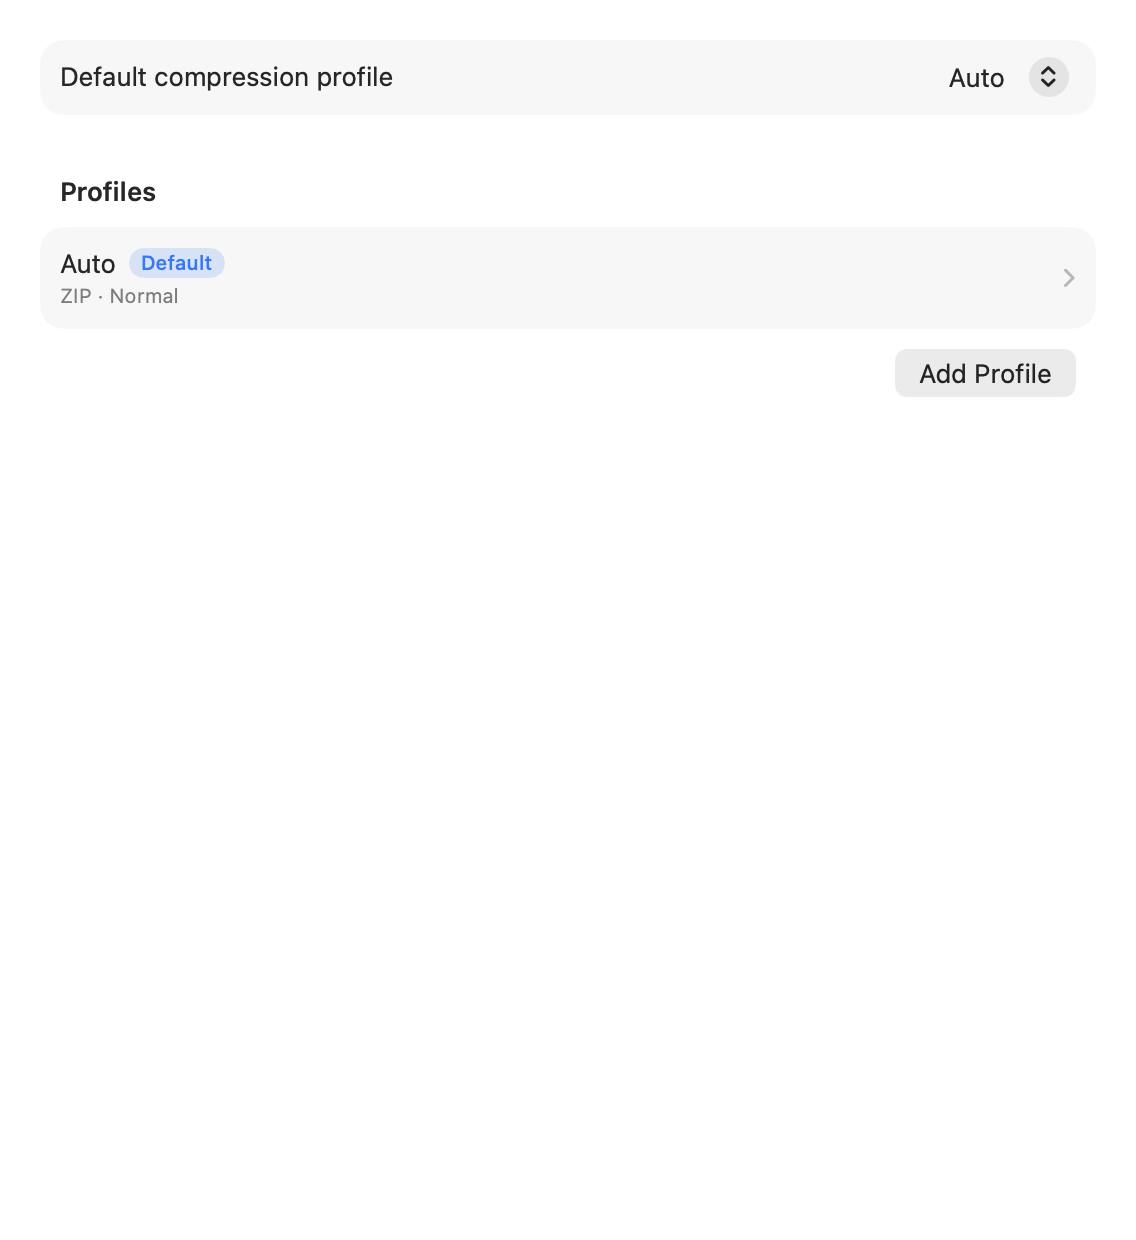 Default compression profile Auto
Profiles
Auto Default
ZIP · Normal
Add Profile